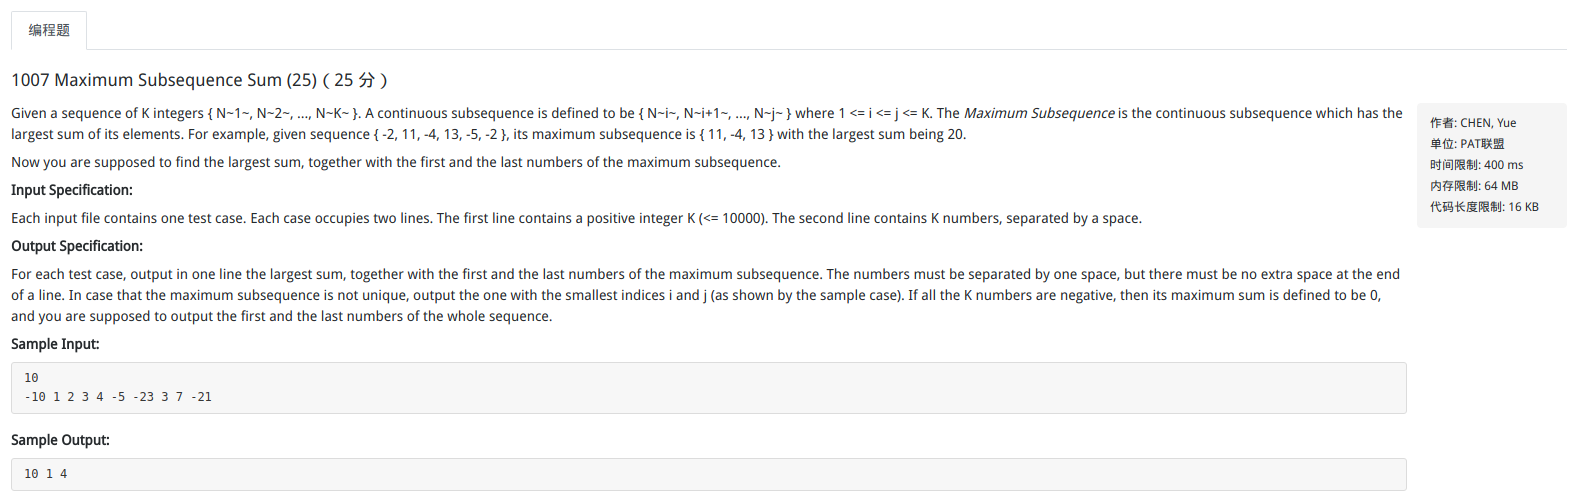 编程题
1007 Maximum Subsequence Sum (25)（25 分）
Given a sequence of K integers { N~1~, N~2~, ..., N~K~ }. A continuous subsequence is defined to be { N~i~, N~i+1~, ..., N~j~ } where 1 <= i <= j <= K. The Maximum Subsequence is the continuous subsequence which has the
largest sum of its elements. For example, given sequence { -2, 11, -4, 13, -5, -2 }, its maximum subsequence is { 11, -4, 13 } with the largest sum being 20.
Now you are supposed to find the largest sum, together with the first and the last numbers of the maximum subsequence.
Input Specification:
Each input file contains one test case. Each case occupies two lines. The first line contains a positive integer K (<= 10000). The second line contains K numbers, separated by a space.
Output Specification:
For each test case, output in one line the largest sum, together with the first and the last numbers of the maximum subsequence. The numbers must be separated by one space, but there must be no extra space at the end
of a line. In case that the maximum subsequence is not unique, output the one with the smallest indices i and j (as shown by the sample case). If all the K numbers are negative, then its maximum sum is defined to be 0,
and you are supposed to output the first and the last numbers of the whole sequence.
Sample Input:
10
-10 1 2 3 4 -5 -23 3 7 -21
Sample Output:
10 1 4
作者: CHEN, Yue
单位: PAT联盟
时间限制: 400 ms
内存限制: 64 MB
代码长度限制: 16 KB